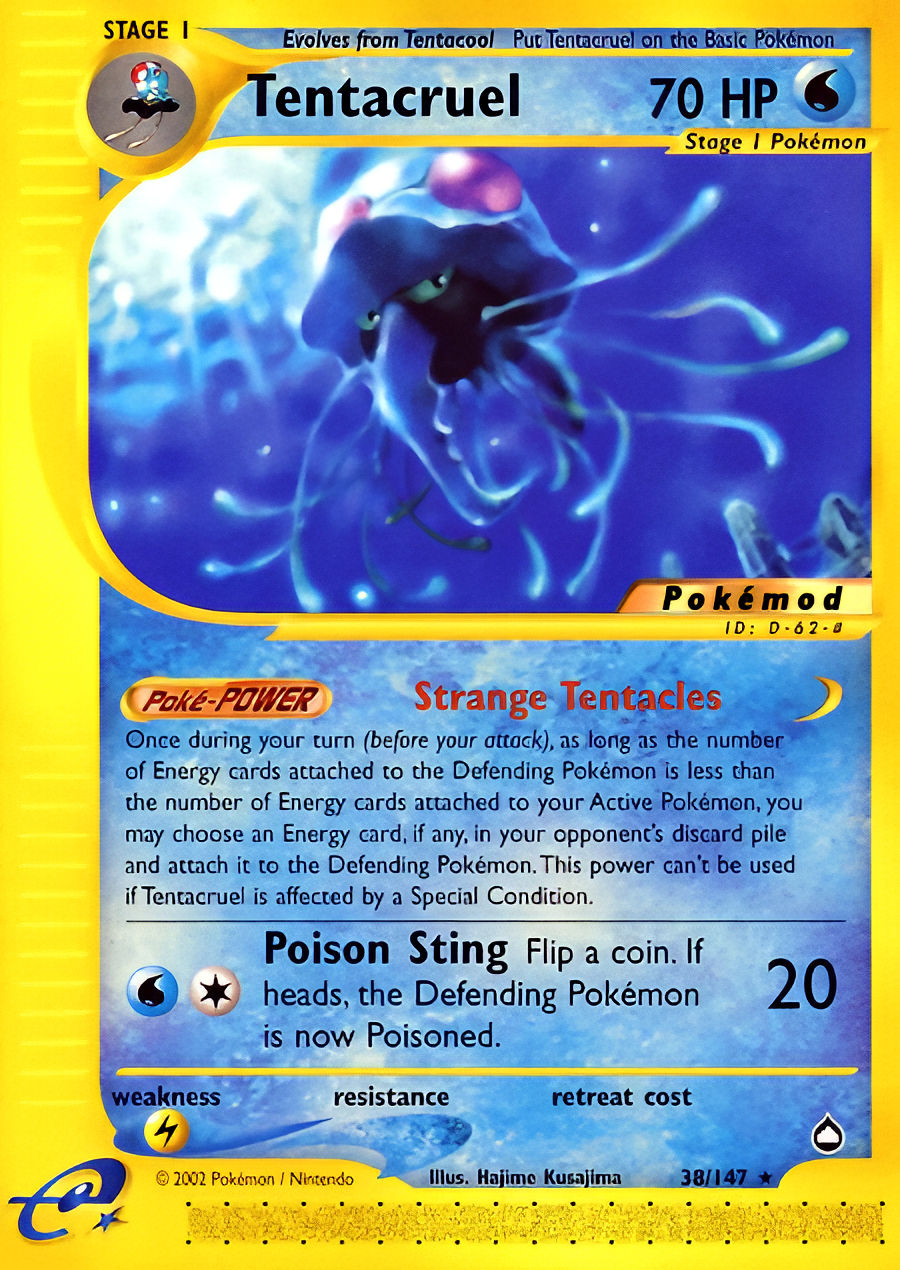 STAGE 1
Evolves from Tentacool Put Tentacruel on the Basic Pokémon
Tentacruel 70 HP
Stage 1 Pokémon
Pokémod
ID: D-62-#
Poké-POWER Strange Tentacles
Once during your turn (before your attack), as long as the number
of Energy cards attached to the Defending Pokémon is less than
the number of Energy cards attached to your Active Pokémon, you
may choose an Energy card, if any, in your opponent's discard pile
and attach it to the Defending Pokémon. This power can't be used
if Tentacruel is affected by a Special Condition.
Poison Sting Flip a coin. If
heads, the Defending Pokémon
is now Poisoned.
20
weakness resistance retreat cost
© 2002 Pokémon / Nintendo Illus. Hajime Kusajima 38/147 ★
e